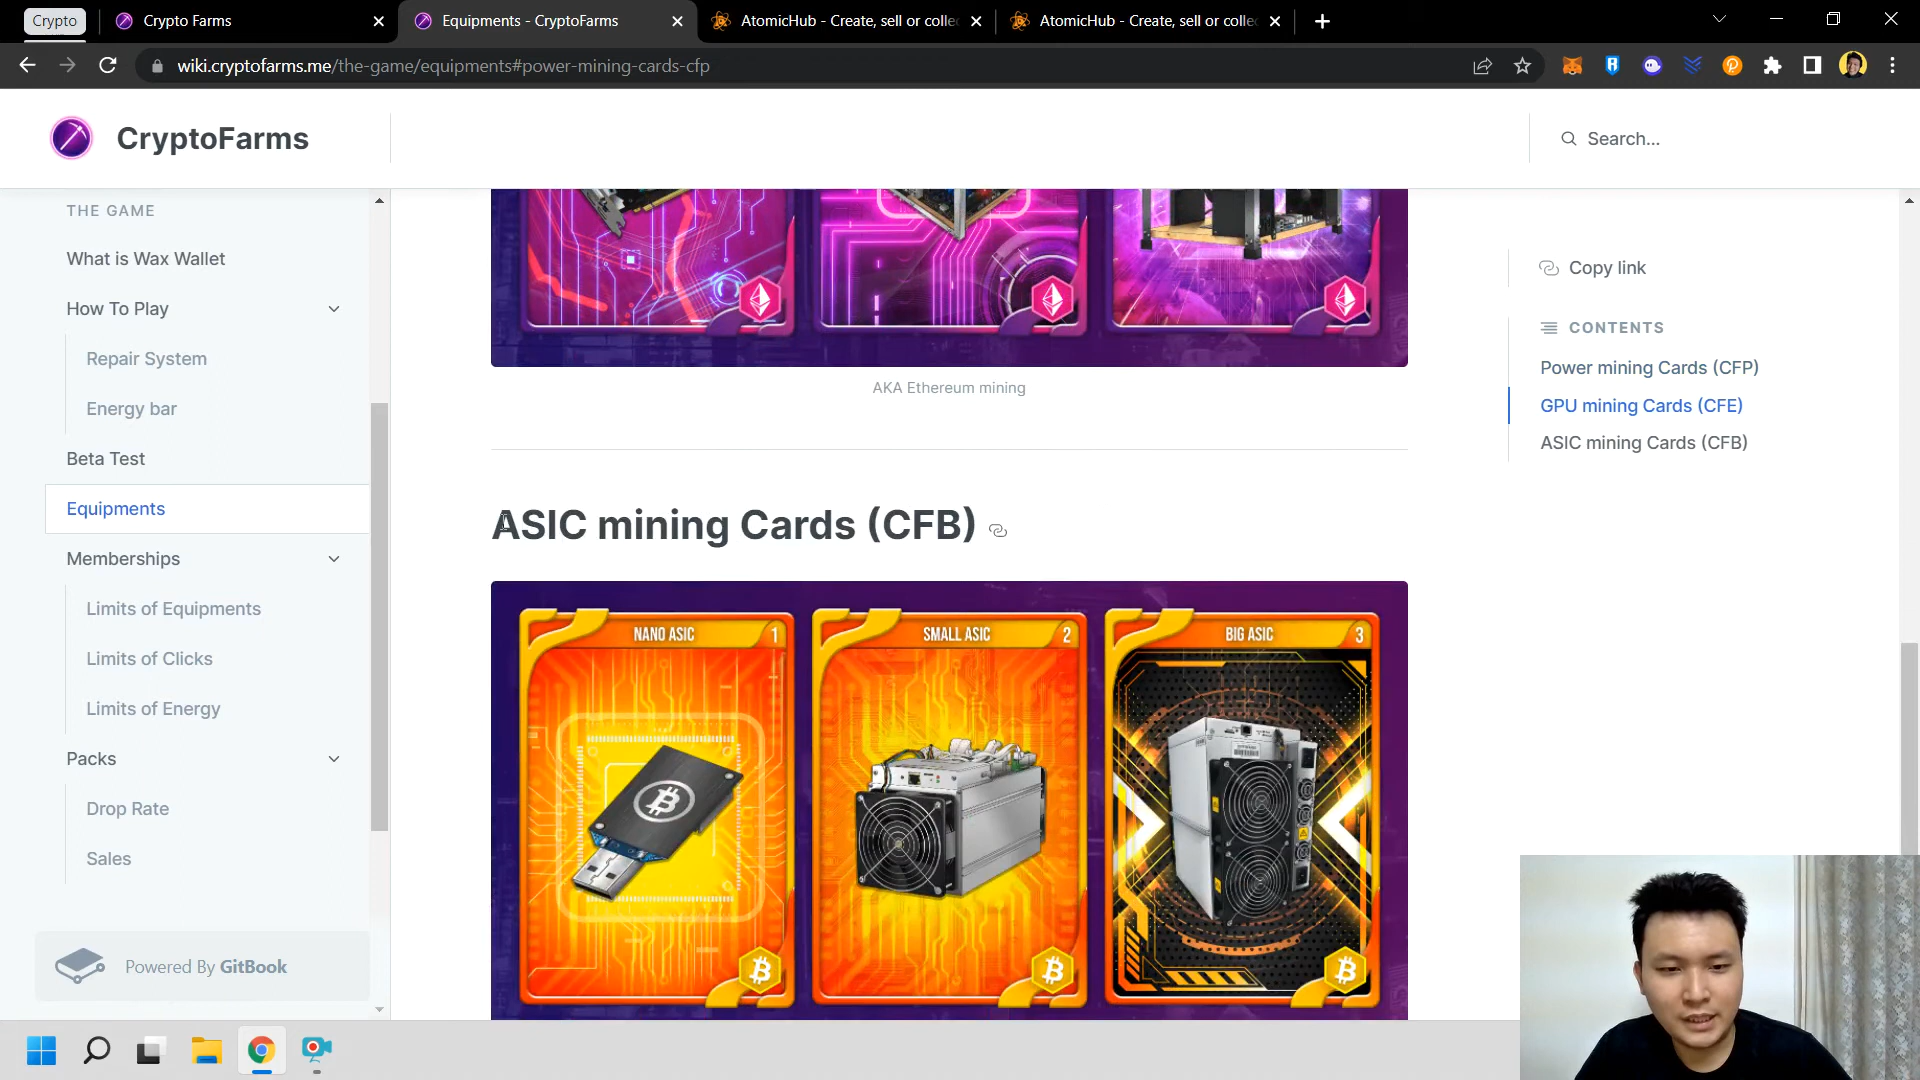 Crypto
Crypto Farms
Equipments - CryptoFarms
AtomicHub - Create, sell or colle
AtomicHub - Create, sell or colle
wiki.cryptofarms.me/the-game/equipments#power-mining-cards-cfp
CryptoFarms
Search...
THE GAME
What is Wax Wallet
How To Play
Repair System
Energy bar
Beta Test
Equipments
Memberships
Limits of Equipments
Limits of Clicks
Limits of Energy
Packs
Drop Rate
Sales
Powered By GitBook
AKA Ethereum mining
ASIC mining Cards (CFB)
NANO ASIC 1
SMALL ASIC 2
BIG ASIC 3
Copy link
CONTENTS
Power mining Cards (CFP)
GPU mining Cards (CFE)
ASIC mining Cards (CFB)